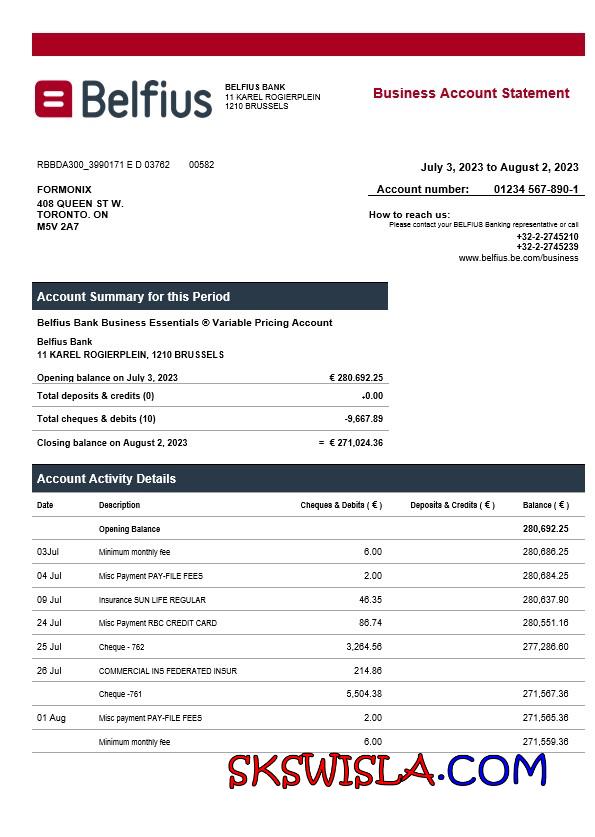 Belfius
BELFIUS BANK
11 KAREL ROGIERPLEIN
1210 BRUSSELS
Business Account Statement
RBBDA300_3990171 E D 03762 00582
July 3, 2023 to August 2, 2023
FORMONIX
Account number: 01234 567-890-1
408 QUEEN ST W.
TORONTO. ON
M5V 2A7
How to reach us:
Please contact your BELFIUS Banking representative or call
+32-2-2745210
+32-2-2745239
www.belfius.be.com/business
Account Summary for this Period
Belfius Bank Business Essentials ® Variable Pricing Account
Belfius Bank
11 KAREL ROGIERPLEIN, 1210 BRUSSELS
Opening balance on July 3, 2023 € 280.692.25
Total deposits & credits (0) +0.00
Total cheques & debits (10) -9,667.89
Closing balance on August 2, 2023 = € 271,024.36
Account Activity Details
Date Description Cheques & Debits ( € ) Deposits & Credits ( € ) Balance ( € )
Opening Balance 280,692.25
03Jul Minimum monthly fee 6.00 280,686.25
04 Jul Misc Payment PAY-FILE FEES 2.00 280,684.25
09 Jul Insurance SUN LIFE REGULAR 46.35 280,637.90
24 Jul Misc Payment RBC CREDIT CARD 86.74 280,551.16
25 Jul Cheque - 762 3,264.56 277,286.60
26 Jul COMMERCIAL INS FEDERATED INSUR 214.86
Cheque -761 5,504.38 271,567.36
01 Aug Misc payment PAY-FILE FEES 2.00 271,565.36
Minimum monthly fee 6.00 271,559.36
SKSWISLA.COM